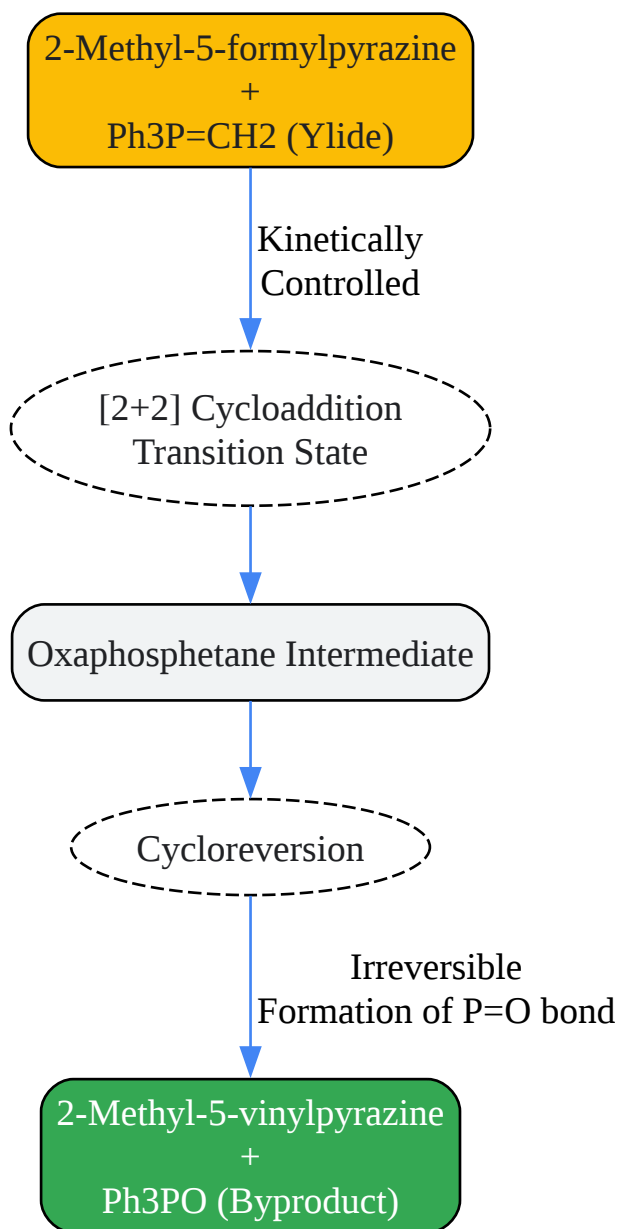 2-Methyl-5-formylpyrazine
+
Ph3P=CH2 (Ylide)
Kinetically
Controlled
[2+2] Cycloaddition
Transition State
Oxaphosphetane Intermediate
Cycloreversion
Irreversible
Formation of P=O bond
2-Methyl-5-vinylpyrazine
+
Ph3PO (Byproduct)